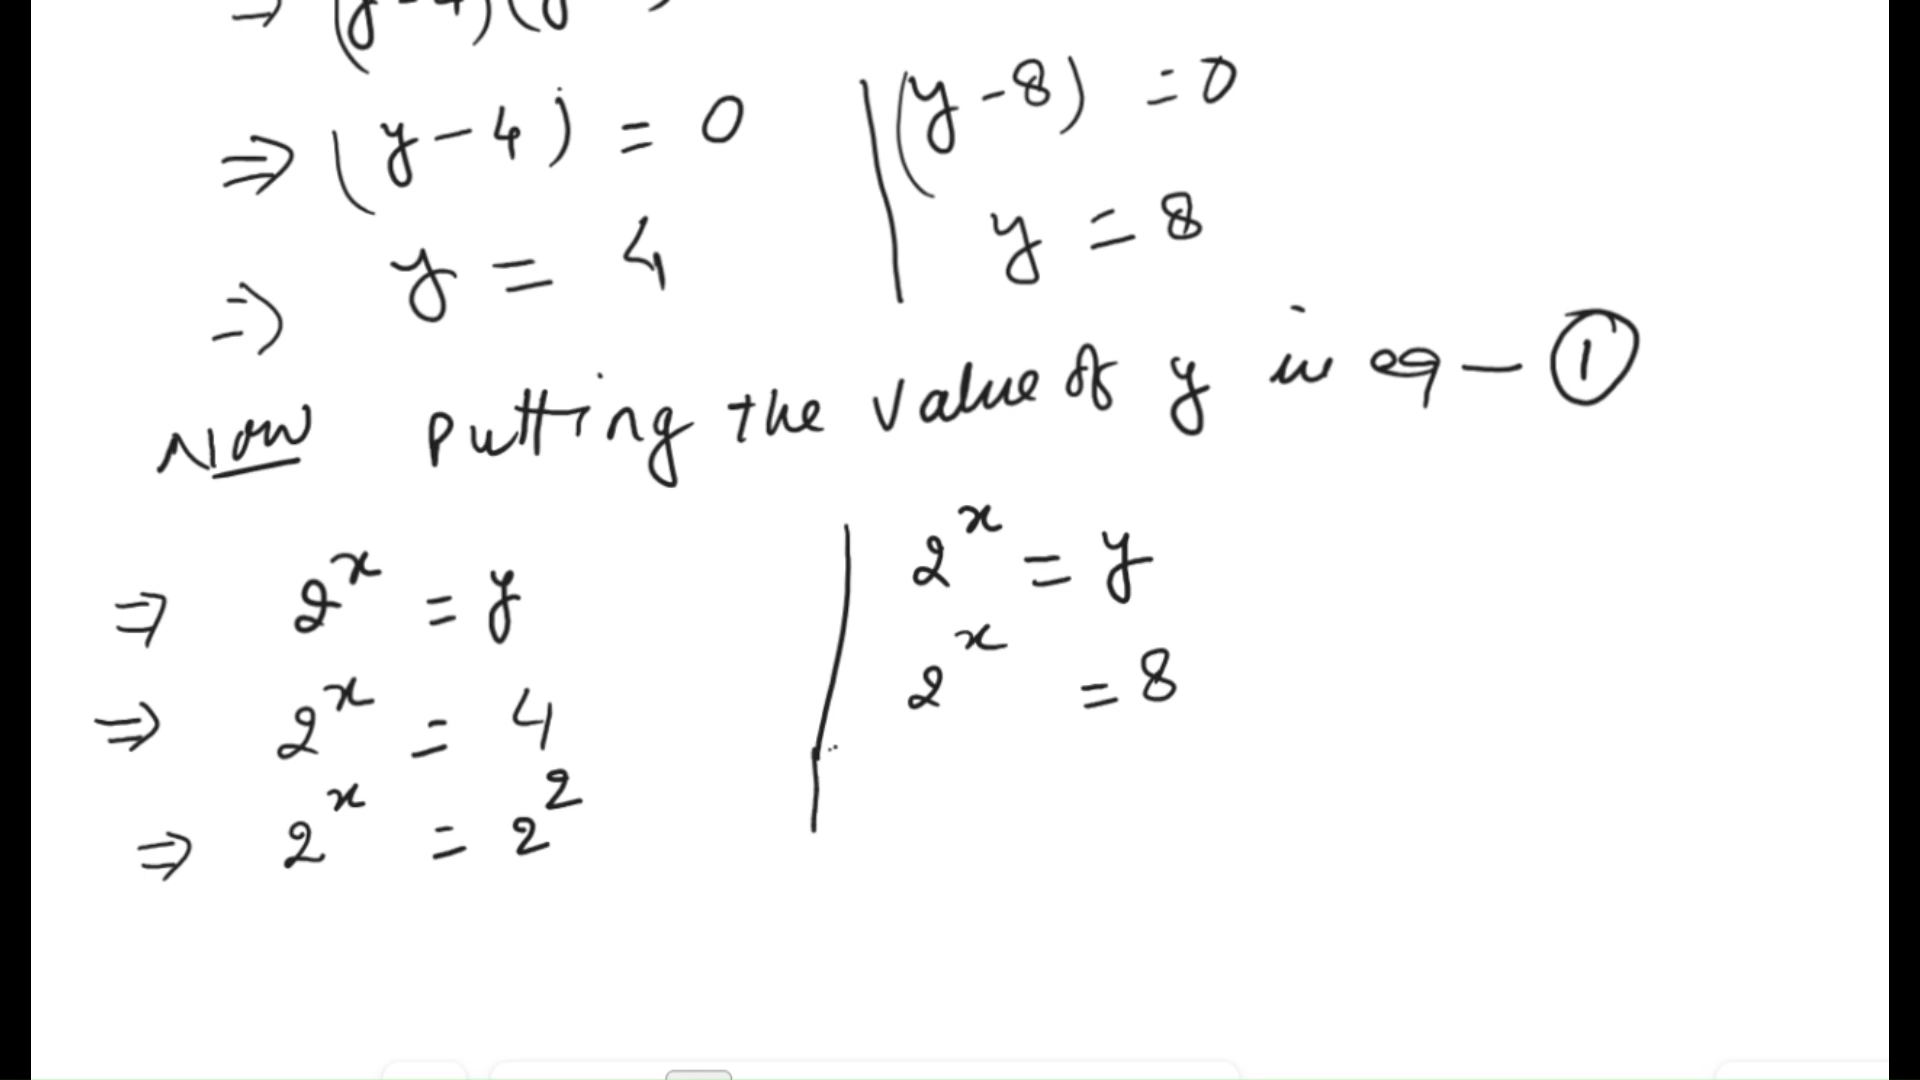 ⇒ (y-4)(y
⇒ (y-4) = 0 | (y-8) = 0
⇒ y = 4 | y = 8
Now putting the value of y in eq - ①
⇒ 2^x = y | 2^x = y
⇒ 2^x = 4 | 2^x = 8
⇒ 2^x = 2^2